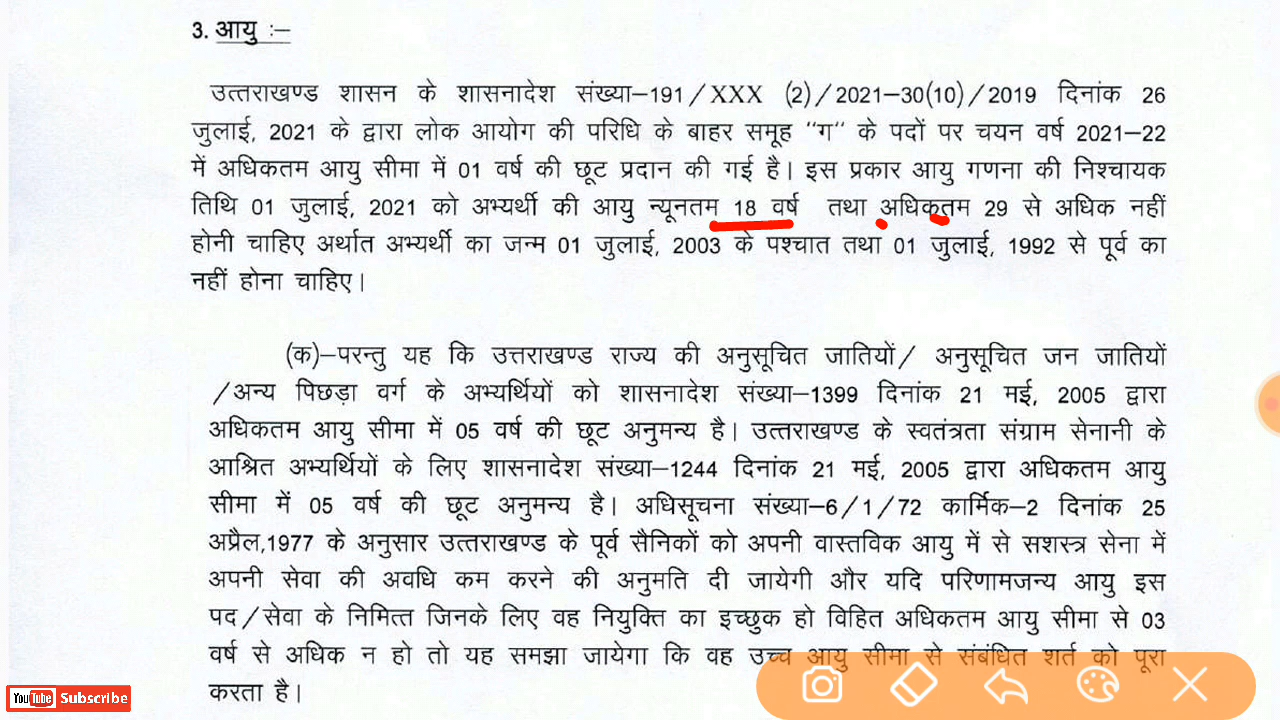 3. आयु :–
उत्तराखण्ड शासन के शासनादेश संख्या–191/XXX (2)/2021–30(10)/2019 दिनांक 26
जुलाई, 2021 के द्वारा लोक आयोग की परिधि के बाहर समूह "ग" के पदों पर चयन वर्ष 2021–22
में अधिकतम आयु सीमा में 01 वर्ष की छूट प्रदान की गई है। इस प्रकार आयु गणना की निश्चायक
तिथि 01 जुलाई, 2021 को अभ्यर्थी की आयु न्यूनतम 18 वर्ष तथा अधिकतम 29 से अधिक नहीं
होनी चाहिए अर्थात अभ्यर्थी का जन्म 01 जुलाई, 2003 के पश्चात तथा 01 जुलाई, 1992 से पूर्व का
नहीं होना चाहिए।
(क)–परन्तु यह कि उत्तराखण्ड राज्य की अनुसूचित जातियों/ अनुसूचित जन जातियों
/अन्य पिछड़ा वर्ग के अभ्यर्थियों को शासनादेश संख्या–1399 दिनांक 21 मई, 2005 द्वारा
अधिकतम आयु सीमा में 05 वर्ष की छूट अनुमन्य है। उत्तराखण्ड के स्वतंत्रता संग्राम सेनानी के
आश्रित अभ्यर्थियों के लिए शासनादेश संख्या–1244 दिनांक 21 मई, 2005 द्वारा अधिकतम आयु
सीमा में 05 वर्ष की छूट अनुमन्य है। अधिसूचना संख्या–6/1/72 कार्मिक–2 दिनांक 25
अप्रैल,1977 के अनुसार उत्तराखण्ड के पूर्व सैनिकों को अपनी वास्तविक आयु में से सशस्त्र सेना में
अपनी सेवा की अवधि कम करने की अनुमति दी जायेगी और यदि परिणामजन्य आयु इस
पद/सेवा के निमित्त जिनके लिए वह नियुक्ति का इच्छुक हो विहित अधिकतम आयु सीमा से 03
वर्ष से अधिक न हो तो यह समझा जायेगा कि वह उच्च आयु सीमा से संबंधित शर्त को पूरा
करता है।
YouTube Subscribe